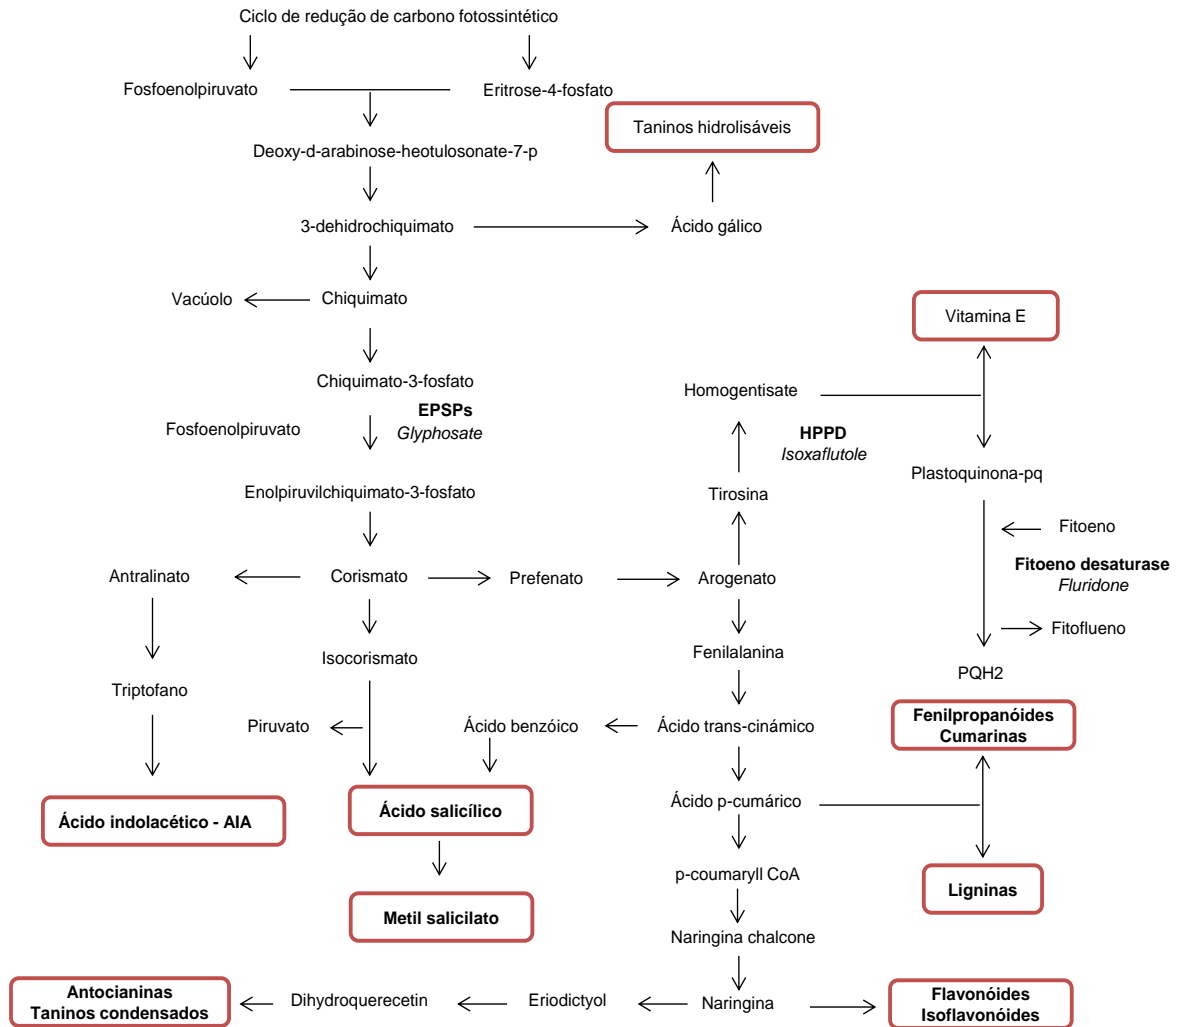 Ciclo de redução de carbono fotossintético
Fosfoenolpiruvato
Eritrose-4-fosfato
Taninos hidrolisáveis
Deoxy-d-arabinose-heotulosonate-7-p
3-dehidrochiquimato
Ácido gálico
Vacúolo
Chiquimato
Vitamina E
Chiquimato-3-fosfato
Homogentisate
EPSPs
Glyphosate
Fosfoenolpiruvato
HPPD
Isoxaflutole
Plastoquinona-pq
Enolpiruvilchiquimato-3-fosfato
Tirosina
Fitoeno
Fitoeno desaturase
Fluridone
Antralinato
Corismato
Prefenato
Arogenato
Fitoflueno
Isocorismato
Fenilalanina
PQH2
Triptofano
Piruvato
Ácido benzóico
Ácido trans-cinámico
Fenilpropanóides
Cumarinas
Ácido indolacético - AIA
Ácido salicílico
Ácido p-cumárico
p-coumaryll CoA
Ligninas
Metil salicilato
Naringina chalcone
Antocianinas
Taninos condensados
Dihydroquerecetin
Eriodictyol
Naringina
Flavonóides
Isoflavonóides